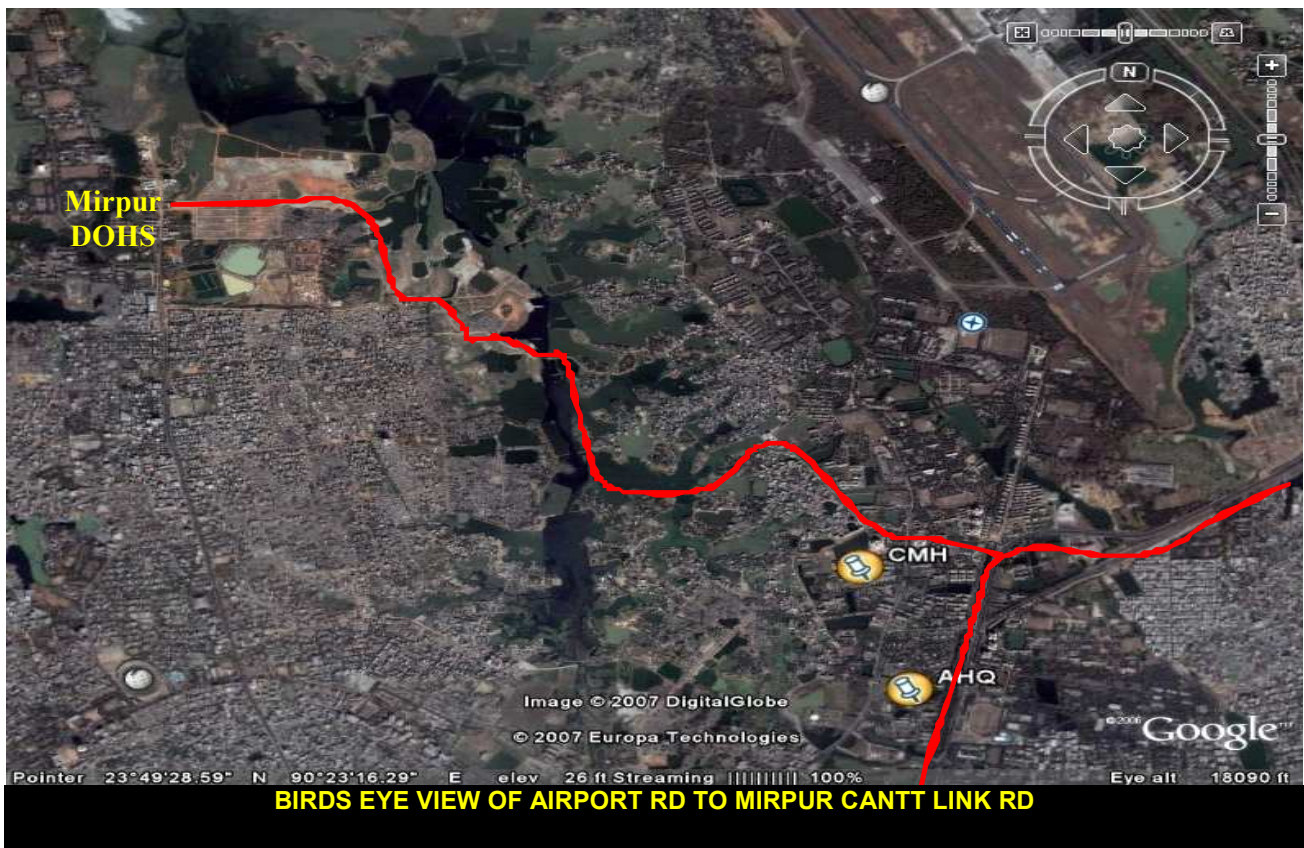 N
Mirpur
DOHS
CMH
AHQ
Image © 2007 DigitalGlobe
© 2007 Europa Technologies
©2006 Google™
Pointer 23°49'28.59" N 90°23'16.29" E elev 26 ft Streaming |||||||||| 100% Eye alt 18090 ft
BIRDS EYE VIEW OF AIRPORT RD TO MIRPUR CANTT LINK RD